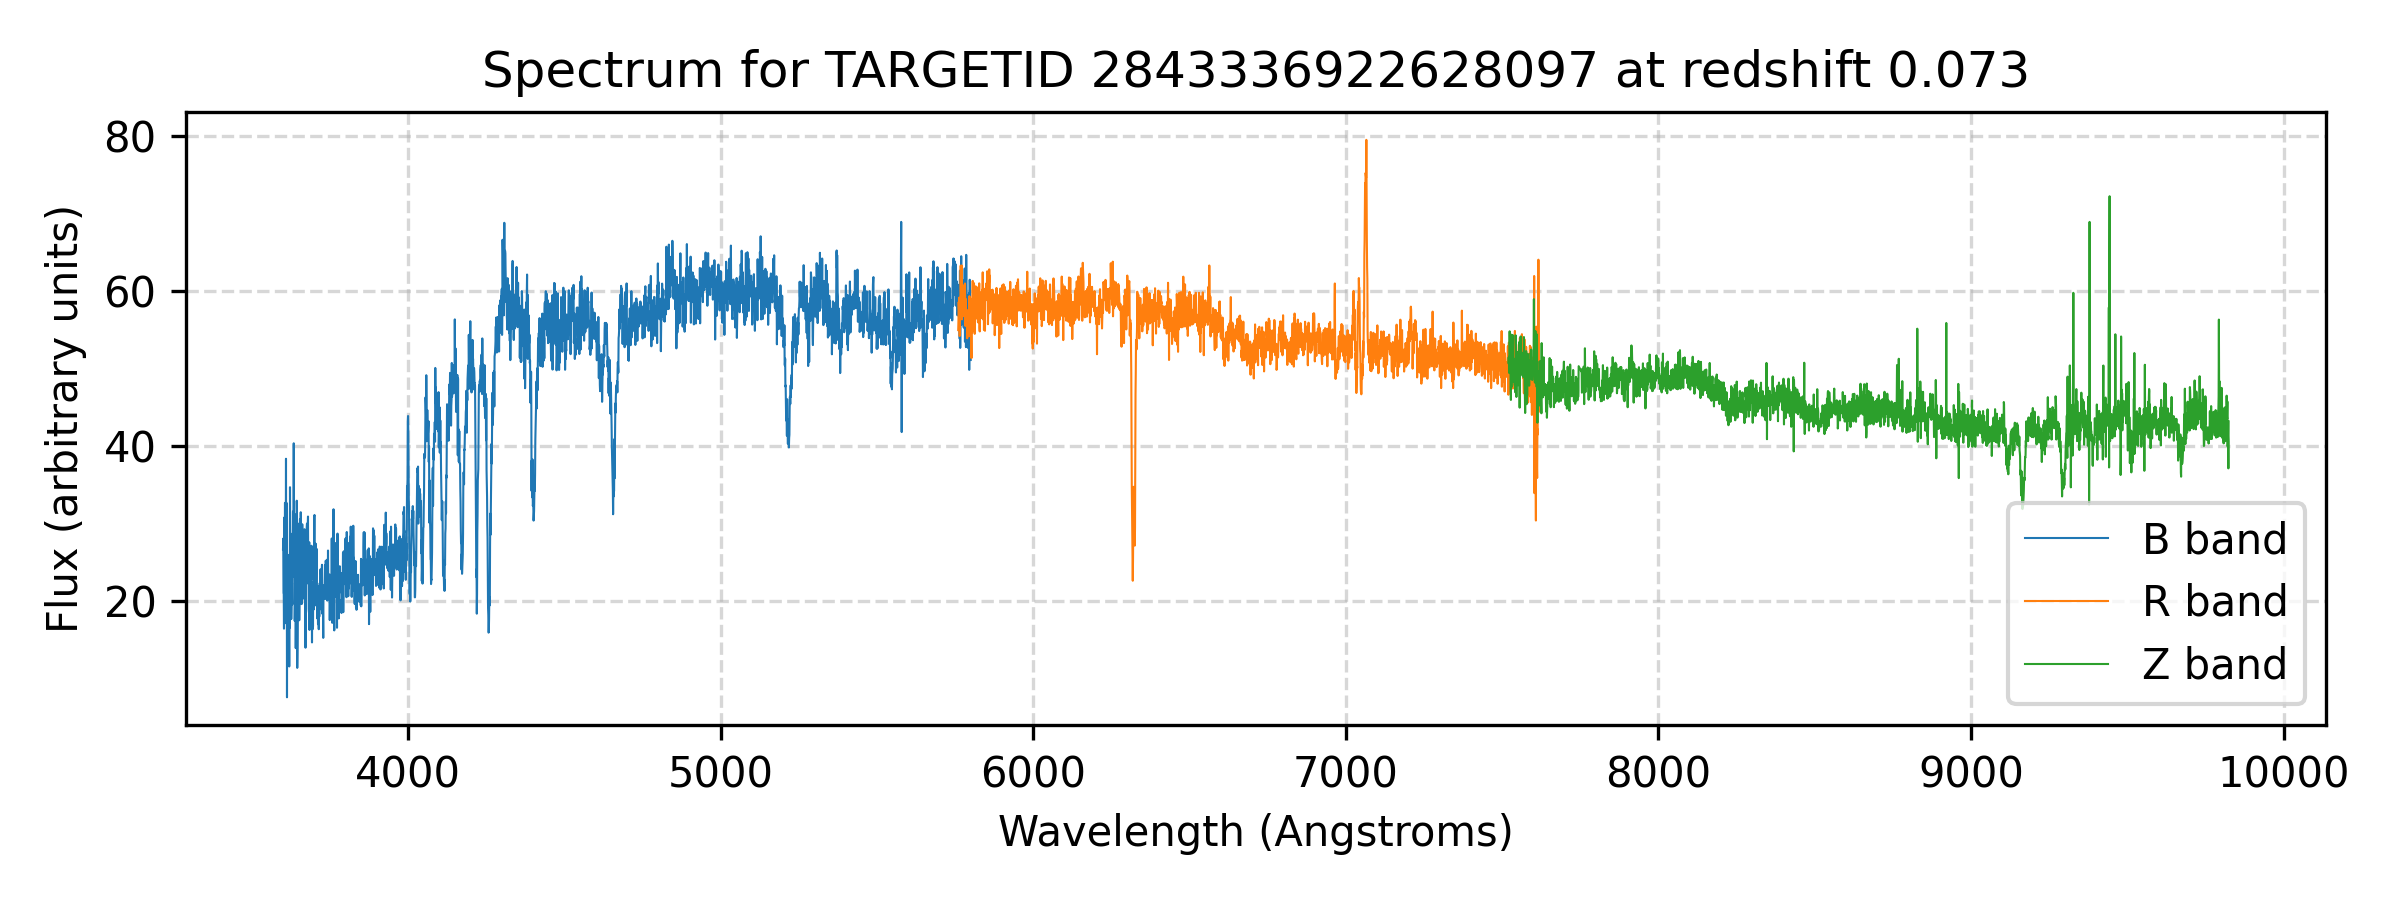 Spectrum for TARGETID 2843336922628097 at redshift 0.073
Flux (arbitrary units)
80
60
40
20
4000 5000 6000 7000 8000 9000 10000
Wavelength (Angstroms)
B band
R band
Z band